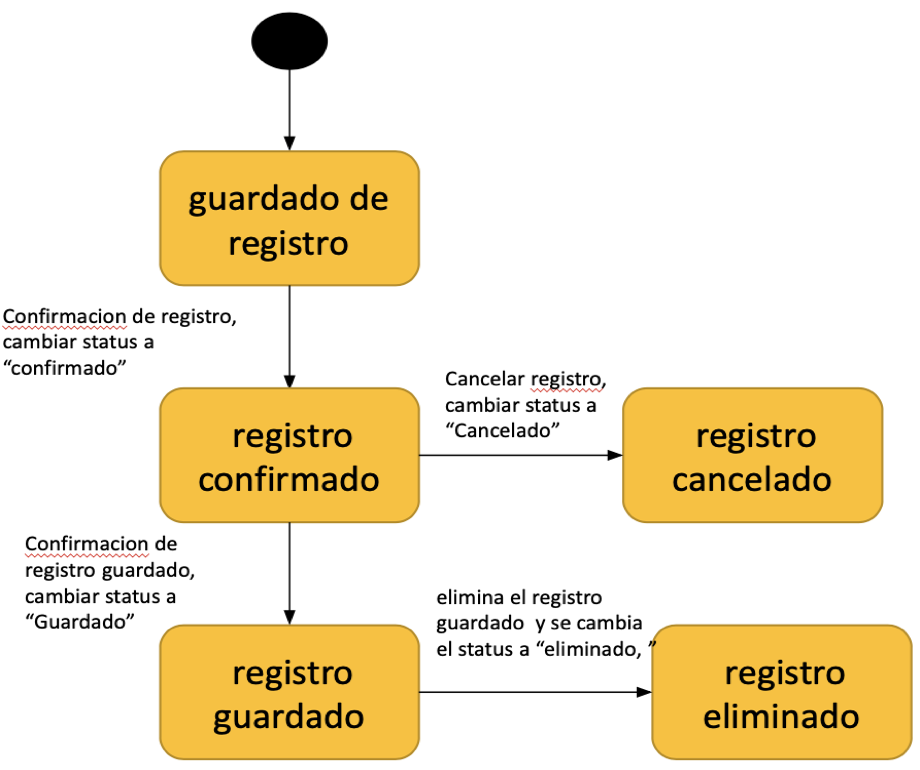 guardado de
registro
Confirmacion de registro,
cambiar status a
“confirmado”
registro
confirmado
Cancelar registro,
cambiar status a
“Cancelado”
registro
cancelado
Confirmacion de
registro guardado,
cambiar status a
“Guardado”
registro
guardado
elimina el registro
guardado  y se cambia
el status a “eliminado, ”
registro
eliminado